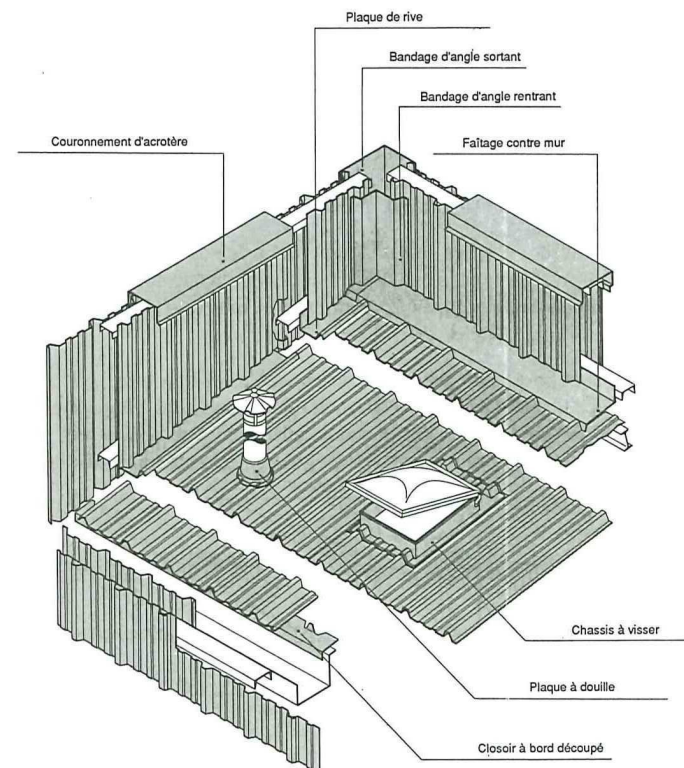 Plaque de rive
Bandage d'angle sortant
Bandage d'angle rentrant
Couronnement d'acrotère
Faîtage contre mur
Chassis à visser
Plaque à douille
Closoir à bord découpé